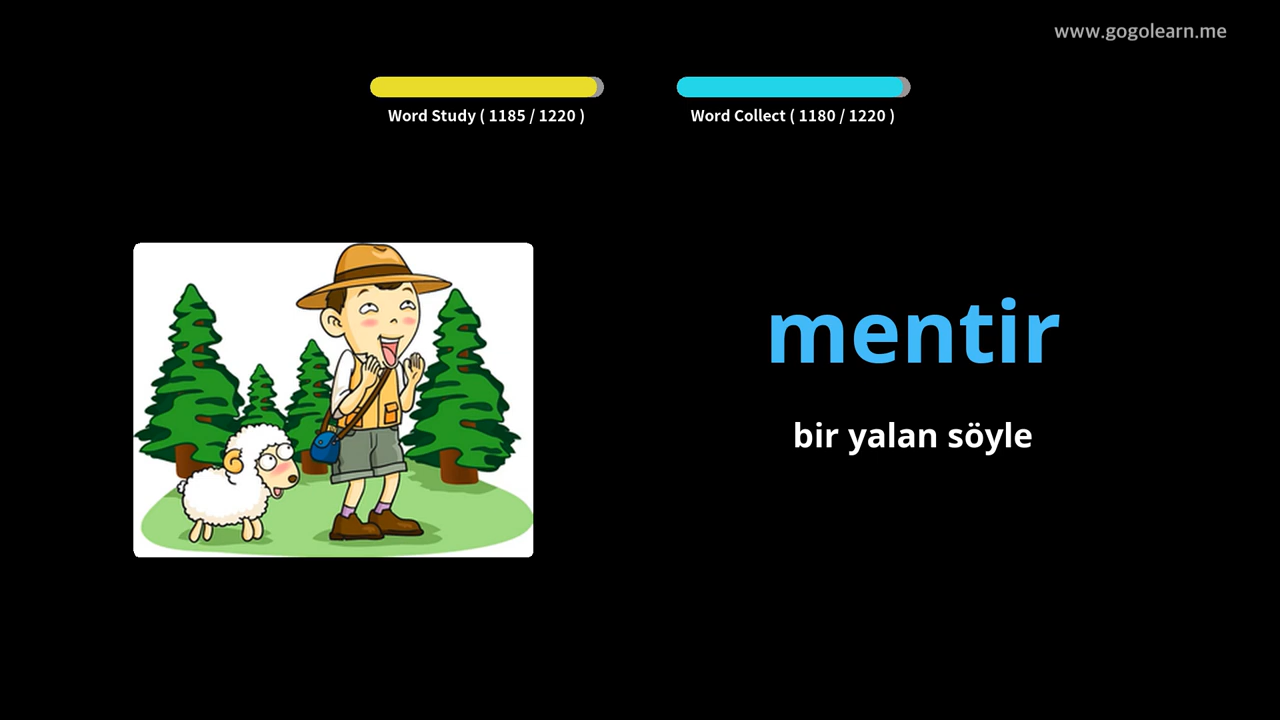 www.gogolearn.me
Word Study ( 1185 / 1220 )
Word Collect ( 1180 / 1220 )
mentir
bir yalan söyle